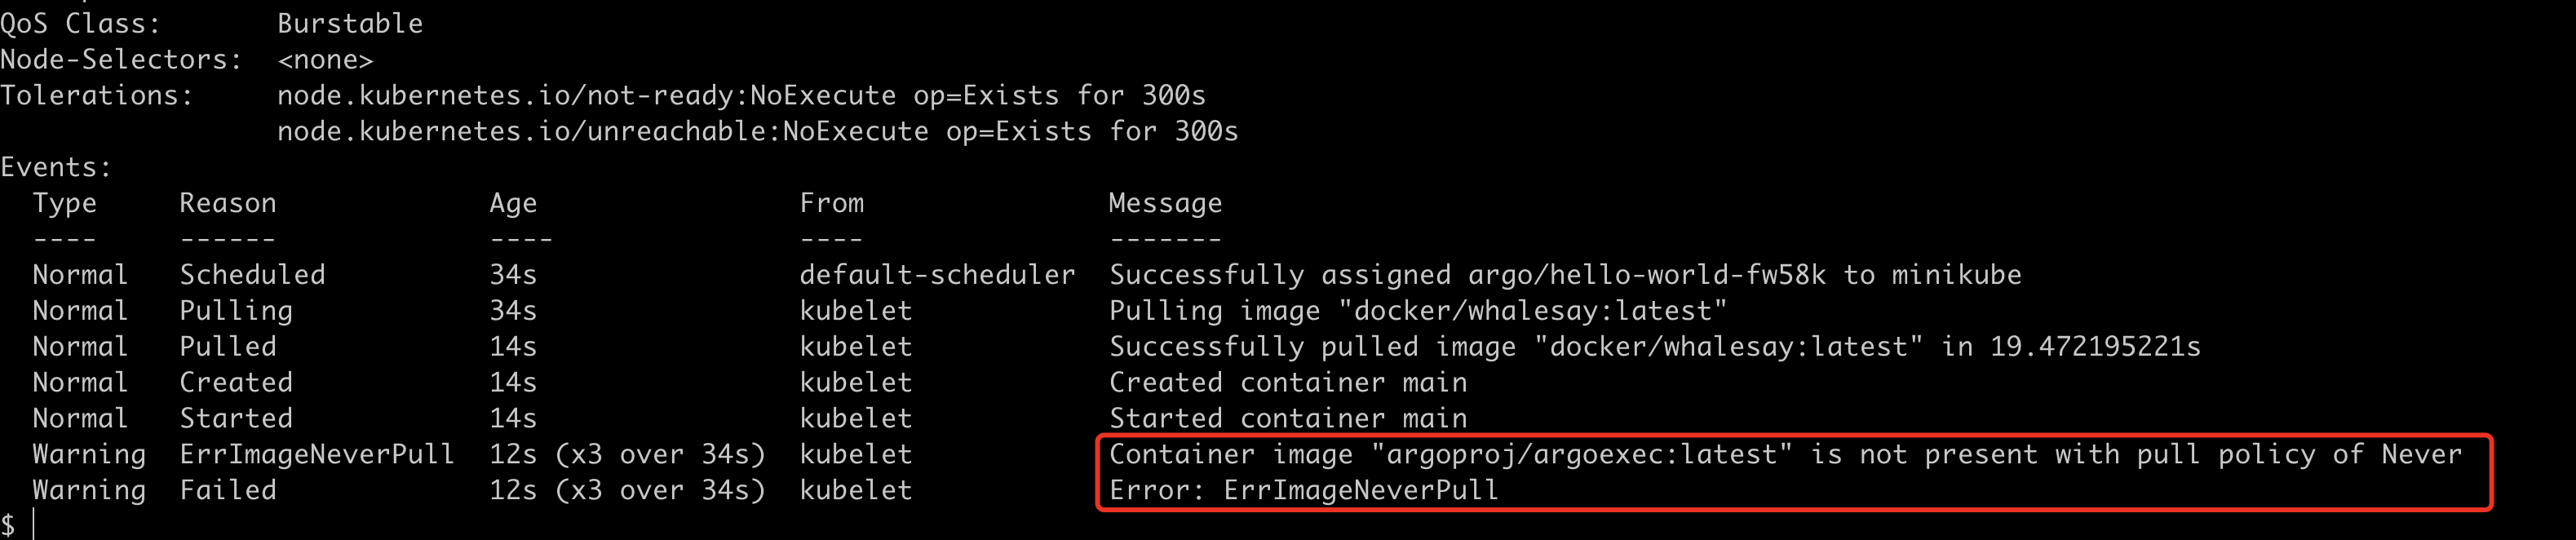 QoS Class:       Burstable
Node-Selectors:  <none>
Tolerations:     node.kubernetes.io/not-ready:NoExecute op=Exists for 300s
                 node.kubernetes.io/unreachable:NoExecute op=Exists for 300s
Events:
  Type     Reason             Age                From               Message
  ----     ------             ----               ----               -------
  Normal   Scheduled          34s                default-scheduler  Successfully assigned argo/hello-world-fw58k to minikube
  Normal   Pulling            34s                kubelet            Pulling image "docker/whalesay:latest"
  Normal   Pulled             14s                kubelet            Successfully pulled image "docker/whalesay:latest" in 19.472195221s
  Normal   Created            14s                kubelet            Created container main
  Normal   Started            14s                kubelet            Started container main
  Warning  ErrImageNeverPull  12s (x3 over 34s)  kubelet            Container image "argoproj/argoexec:latest" is not present with pull policy of Never
  Warning  Failed             12s (x3 over 34s)  kubelet            Error: ErrImageNeverPull
$